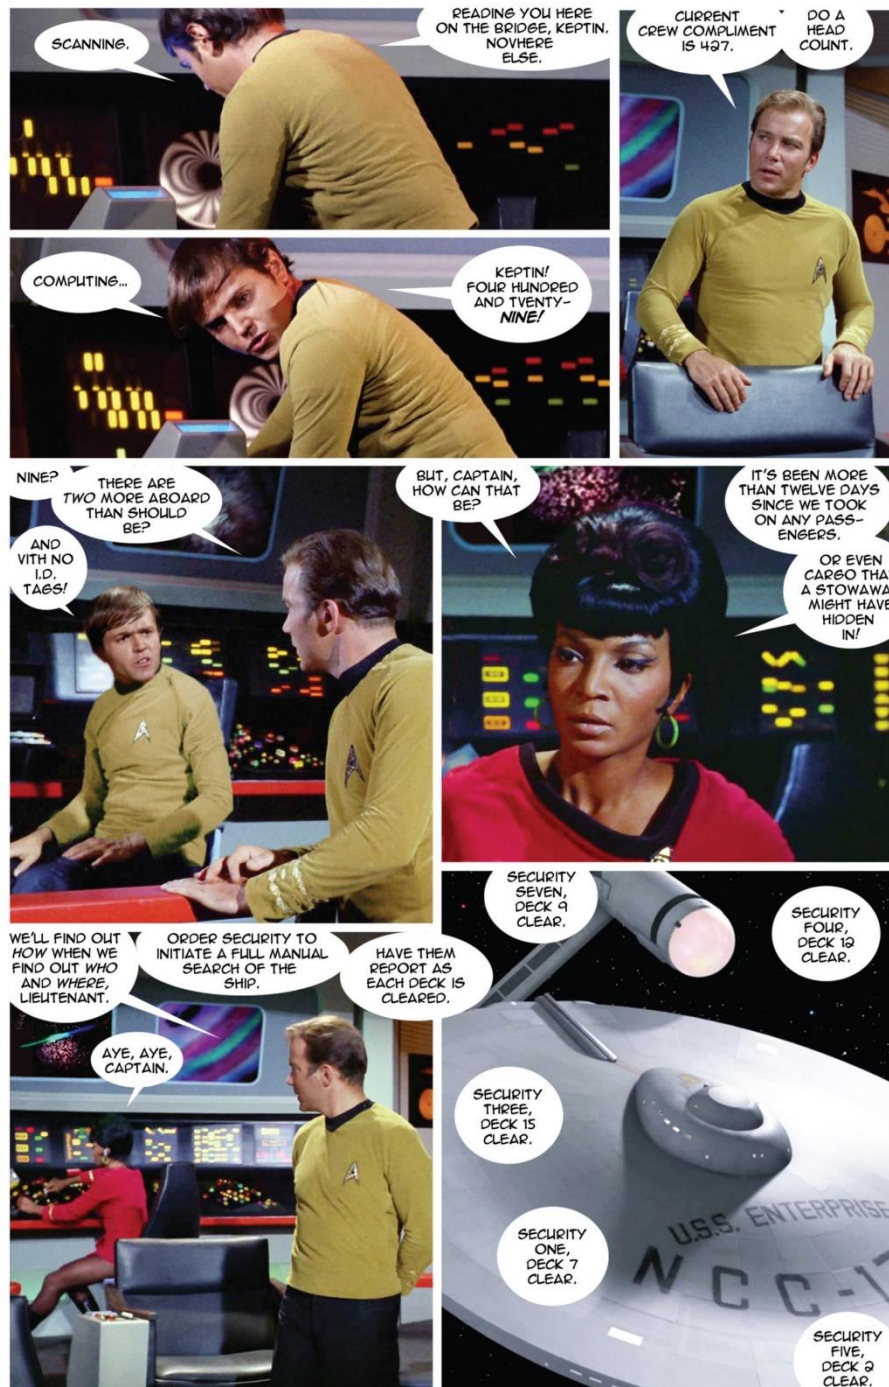 SCANNING.
READING YOU HERE
ON THE BRIDGE, KEPTIN.
NOVHERE
ELSE.
CURRENT
CREW COMPLIMENT
IS 427.
DO A
HEAD
COUNT.
COMPUTING...
KEPTIN!
FOUR HUNDRED
AND TVENTY-
NINE!
NINE?
THERE ARE
TWO MORE ABOARD
THAN SHOULD
BE?
AND
VITH NO
I.D.
TAGS!
BUT, CAPTAIN,
HOW CAN THAT
BE?
IT'S BEEN MORE
THAN TWELVE DAYS
SINCE WE TOOK
ON ANY PASS-
ENGERS.
OR EVEN
CARGO THA
A STOWAWA
MIGHT HAVE
HIDDEN
IN!
WE'LL FIND OUT
HOW WHEN WE
FIND OUT WHO
AND WHERE,
LIEUTENANT.
ORDER SECURITY TO
INITIATE A FULL MANUAL
SEARCH OF THE
SHIP.
HAVE THEM
REPORT AS
EACH DECK IS
CLEARED.
AYE, AYE,
CAPTAIN.
SECURITY
SEVEN,
DECK 9
CLEAR.
SECURITY
FOUR,
DECK 12
CLEAR.
SECURITY
THREE,
DECK 15
CLEAR.
SECURITY
ONE,
DECK 7
CLEAR.
U.S.S. ENTERPRISE
NCC-17
SECURITY
FIVE,
DECK 2
CLEAR.